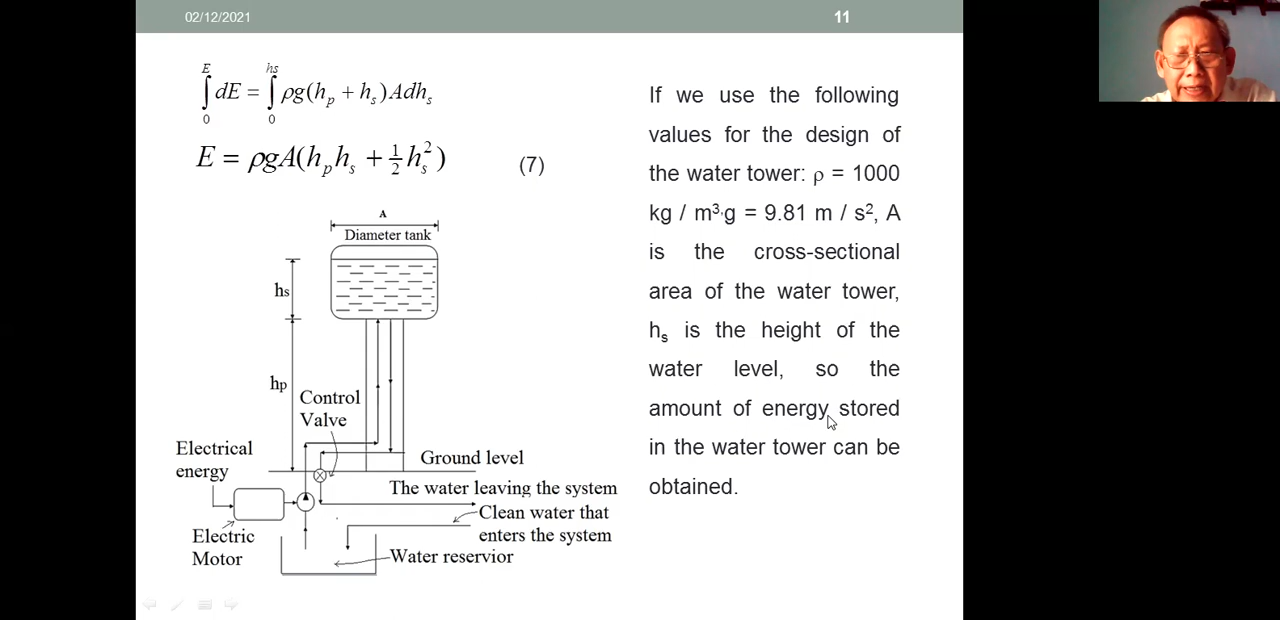 02/12/2021
11
∫₀ᴱ dE = ∫₀ʰˢ ρg(hₚ + hₛ)Adhₛ
E = ρgA(hₚhₛ + ½hₛ²) (7)
A
Diameter tank
hs
hp
Control
Valve
Electrical
energy
Ground level
The water leaving the system
Clean water that
enters the system
Electric
Motor
Water reservior
If we use the following
values for the design of
the water tower: ρ = 1000
kg / m³,g = 9.81 m / s², A
is the cross-sectional
area of the water tower,
hₛ is the height of the
water level, so the
amount of energy stored
in the water tower can be
obtained.